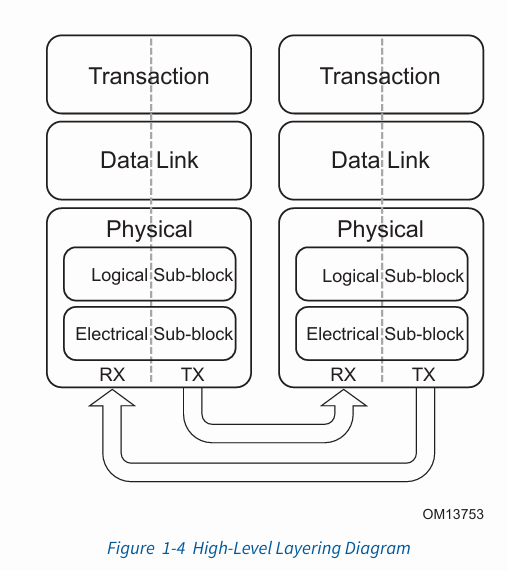 Transaction Transaction
Data Link Data Link
Physical Physical
Logical Sub-block Logical Sub-block
Electrical Sub-block Electrical Sub-block
RX TX RX TX
OM13753
Figure 1-4 High-Level Layering Diagram